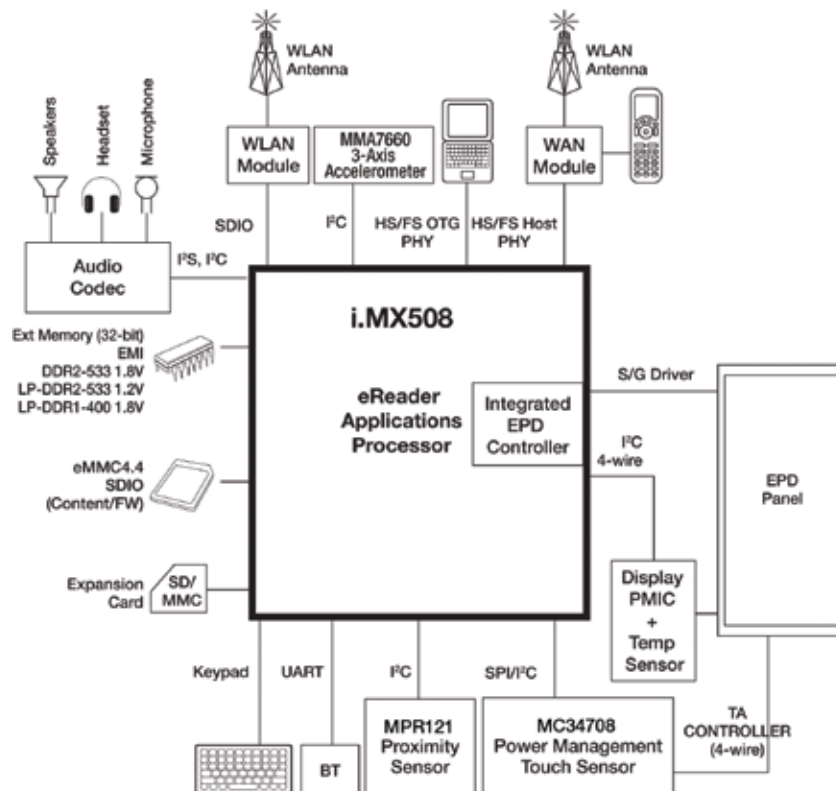 WLAN
Antenna
WLAN
Antenna
Speakers
Headset
Microphone
WLAN
Module
MMA7660
3-Axis
Accelerometer
WAN
Module
SDIO
I²C
HS/FS OTG
PHY
HS/FS Host
PHY
Audio
Codec
I²S, I²C
i.MX508
Ext Memory (32-bit)
EMI
DDR2-533 1.8V
LP-DDR2-533 1.2V
LP-DDR1-400 1.8V
eReader
Applications
Processor
Integrated
EPD
Controller
S/G Driver
I²C
4-wire
EPD
Panel
eMMC4.4
SDIO
(Content/FW)
Expansion
Card
SD/
MMC
Display
PMIC
+
Temp
Sensor
Keypad
UART
I²C
SPI/I²C
BT
MPR121
Proximity
Sensor
MC34708
Power Management
Touch Sensor
TA
CONTROLLER
(4-wire)